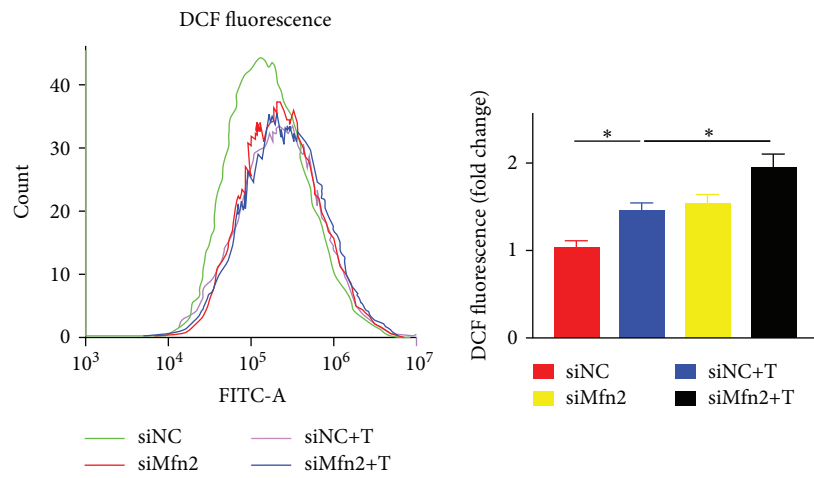 DCF fluorescence
Count
40
30
20
10
0
10³ 10⁴ 10⁵ 10⁶ 10⁷
FITC-A
siNC siNC+T
siMfn2 siMfn2+T
DCF fluorescence (fold change)
2
1
0
* *
siNC siNC+T
siMfn2 siMfn2+T